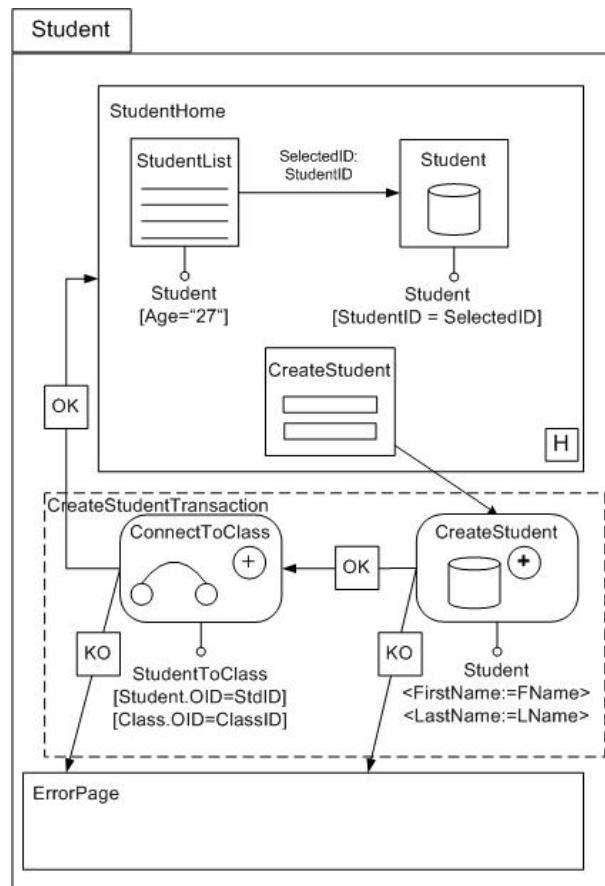 Student
StudentHome
StudentList
SelectedID:
StudentID
Student
Student
[Age="27"]
Student
[StudentID = SelectedID]
CreateStudent
OK
H
CreateStudentTransaction
ConnectToClass
+
OK
CreateStudent
+
KO
KO
StudentToClass
[Student.OID=StdID]
[Class.OID=ClassID]
Student
<FirstName:=FName>
<LastName:=LName>
ErrorPage